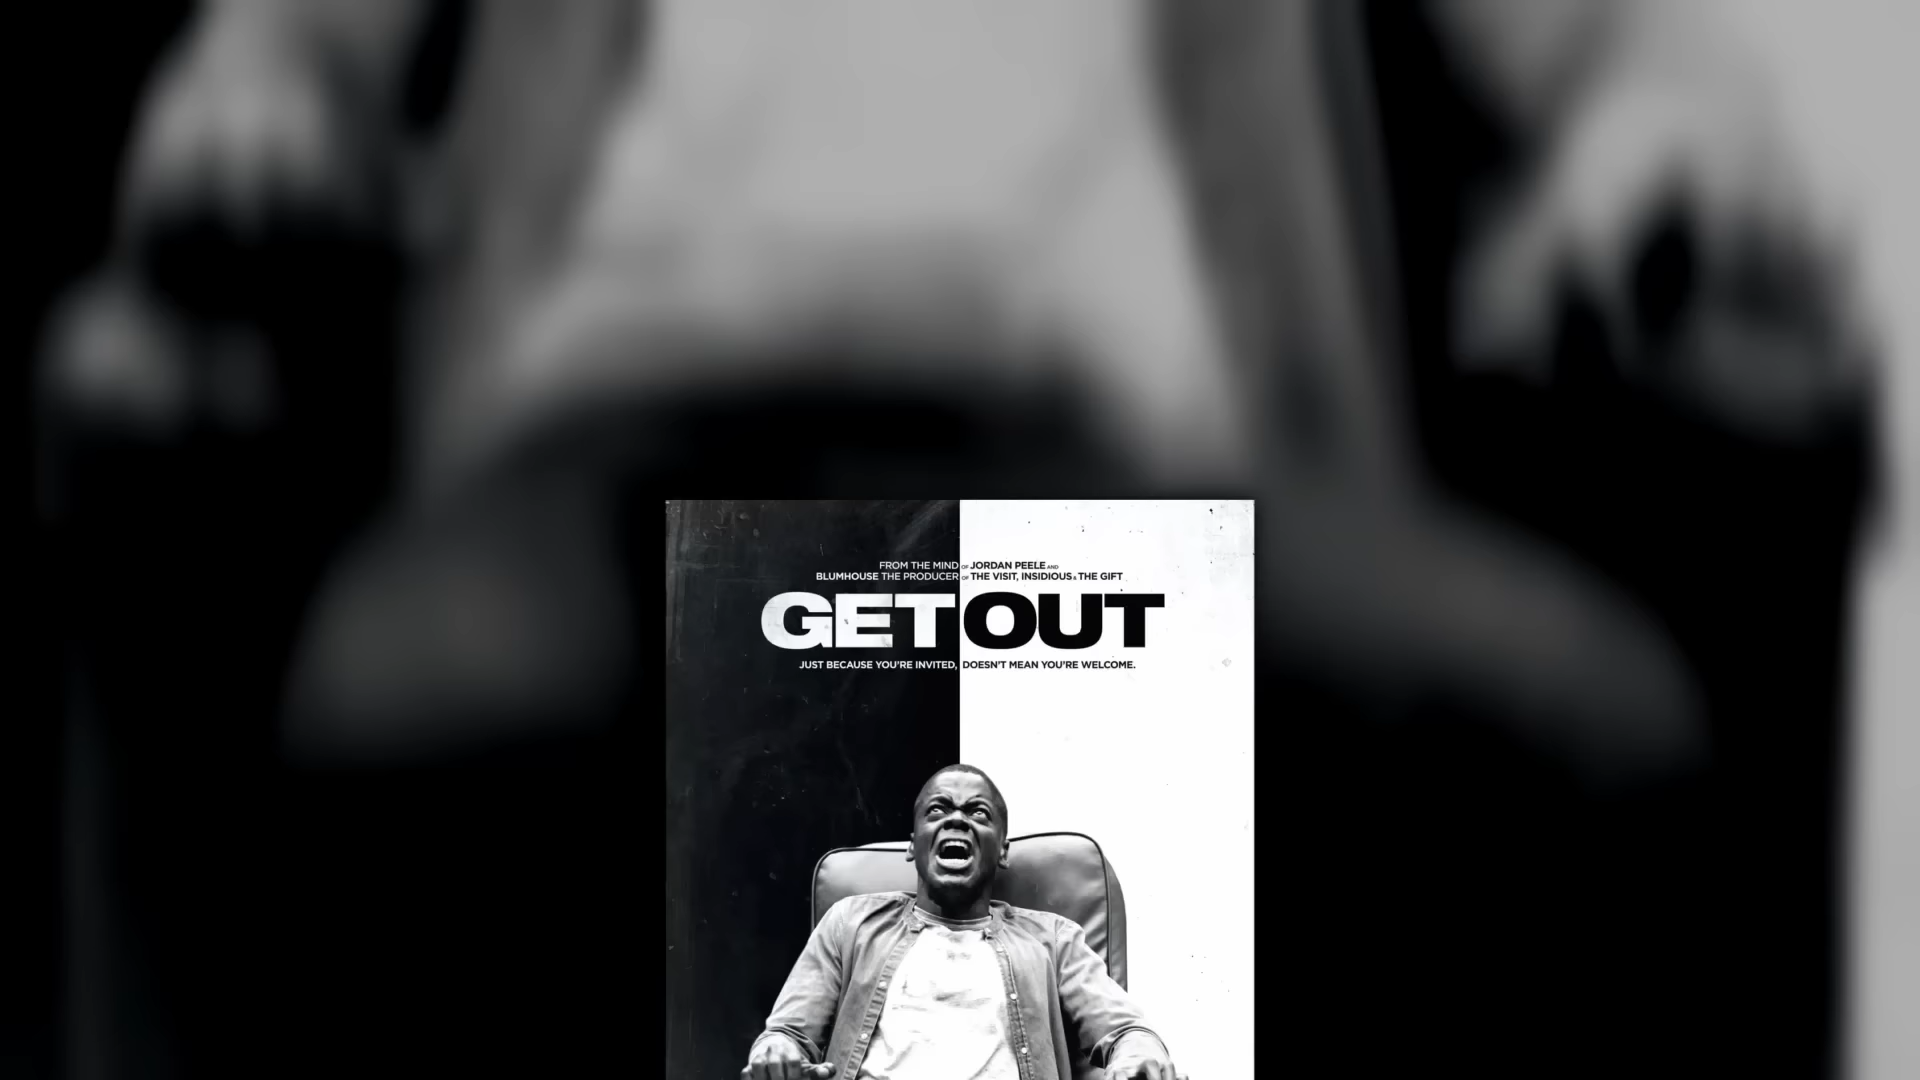 FROM THE MIND OF JORDAN PEELE AND
BLUMHOUSE THE PRODUCER OF THE VISIT, INSIDIOUS & THE GIFT
GET OUT
JUST BECAUSE YOU'RE INVITED, DOESN'T MEAN YOU'RE WELCOME.